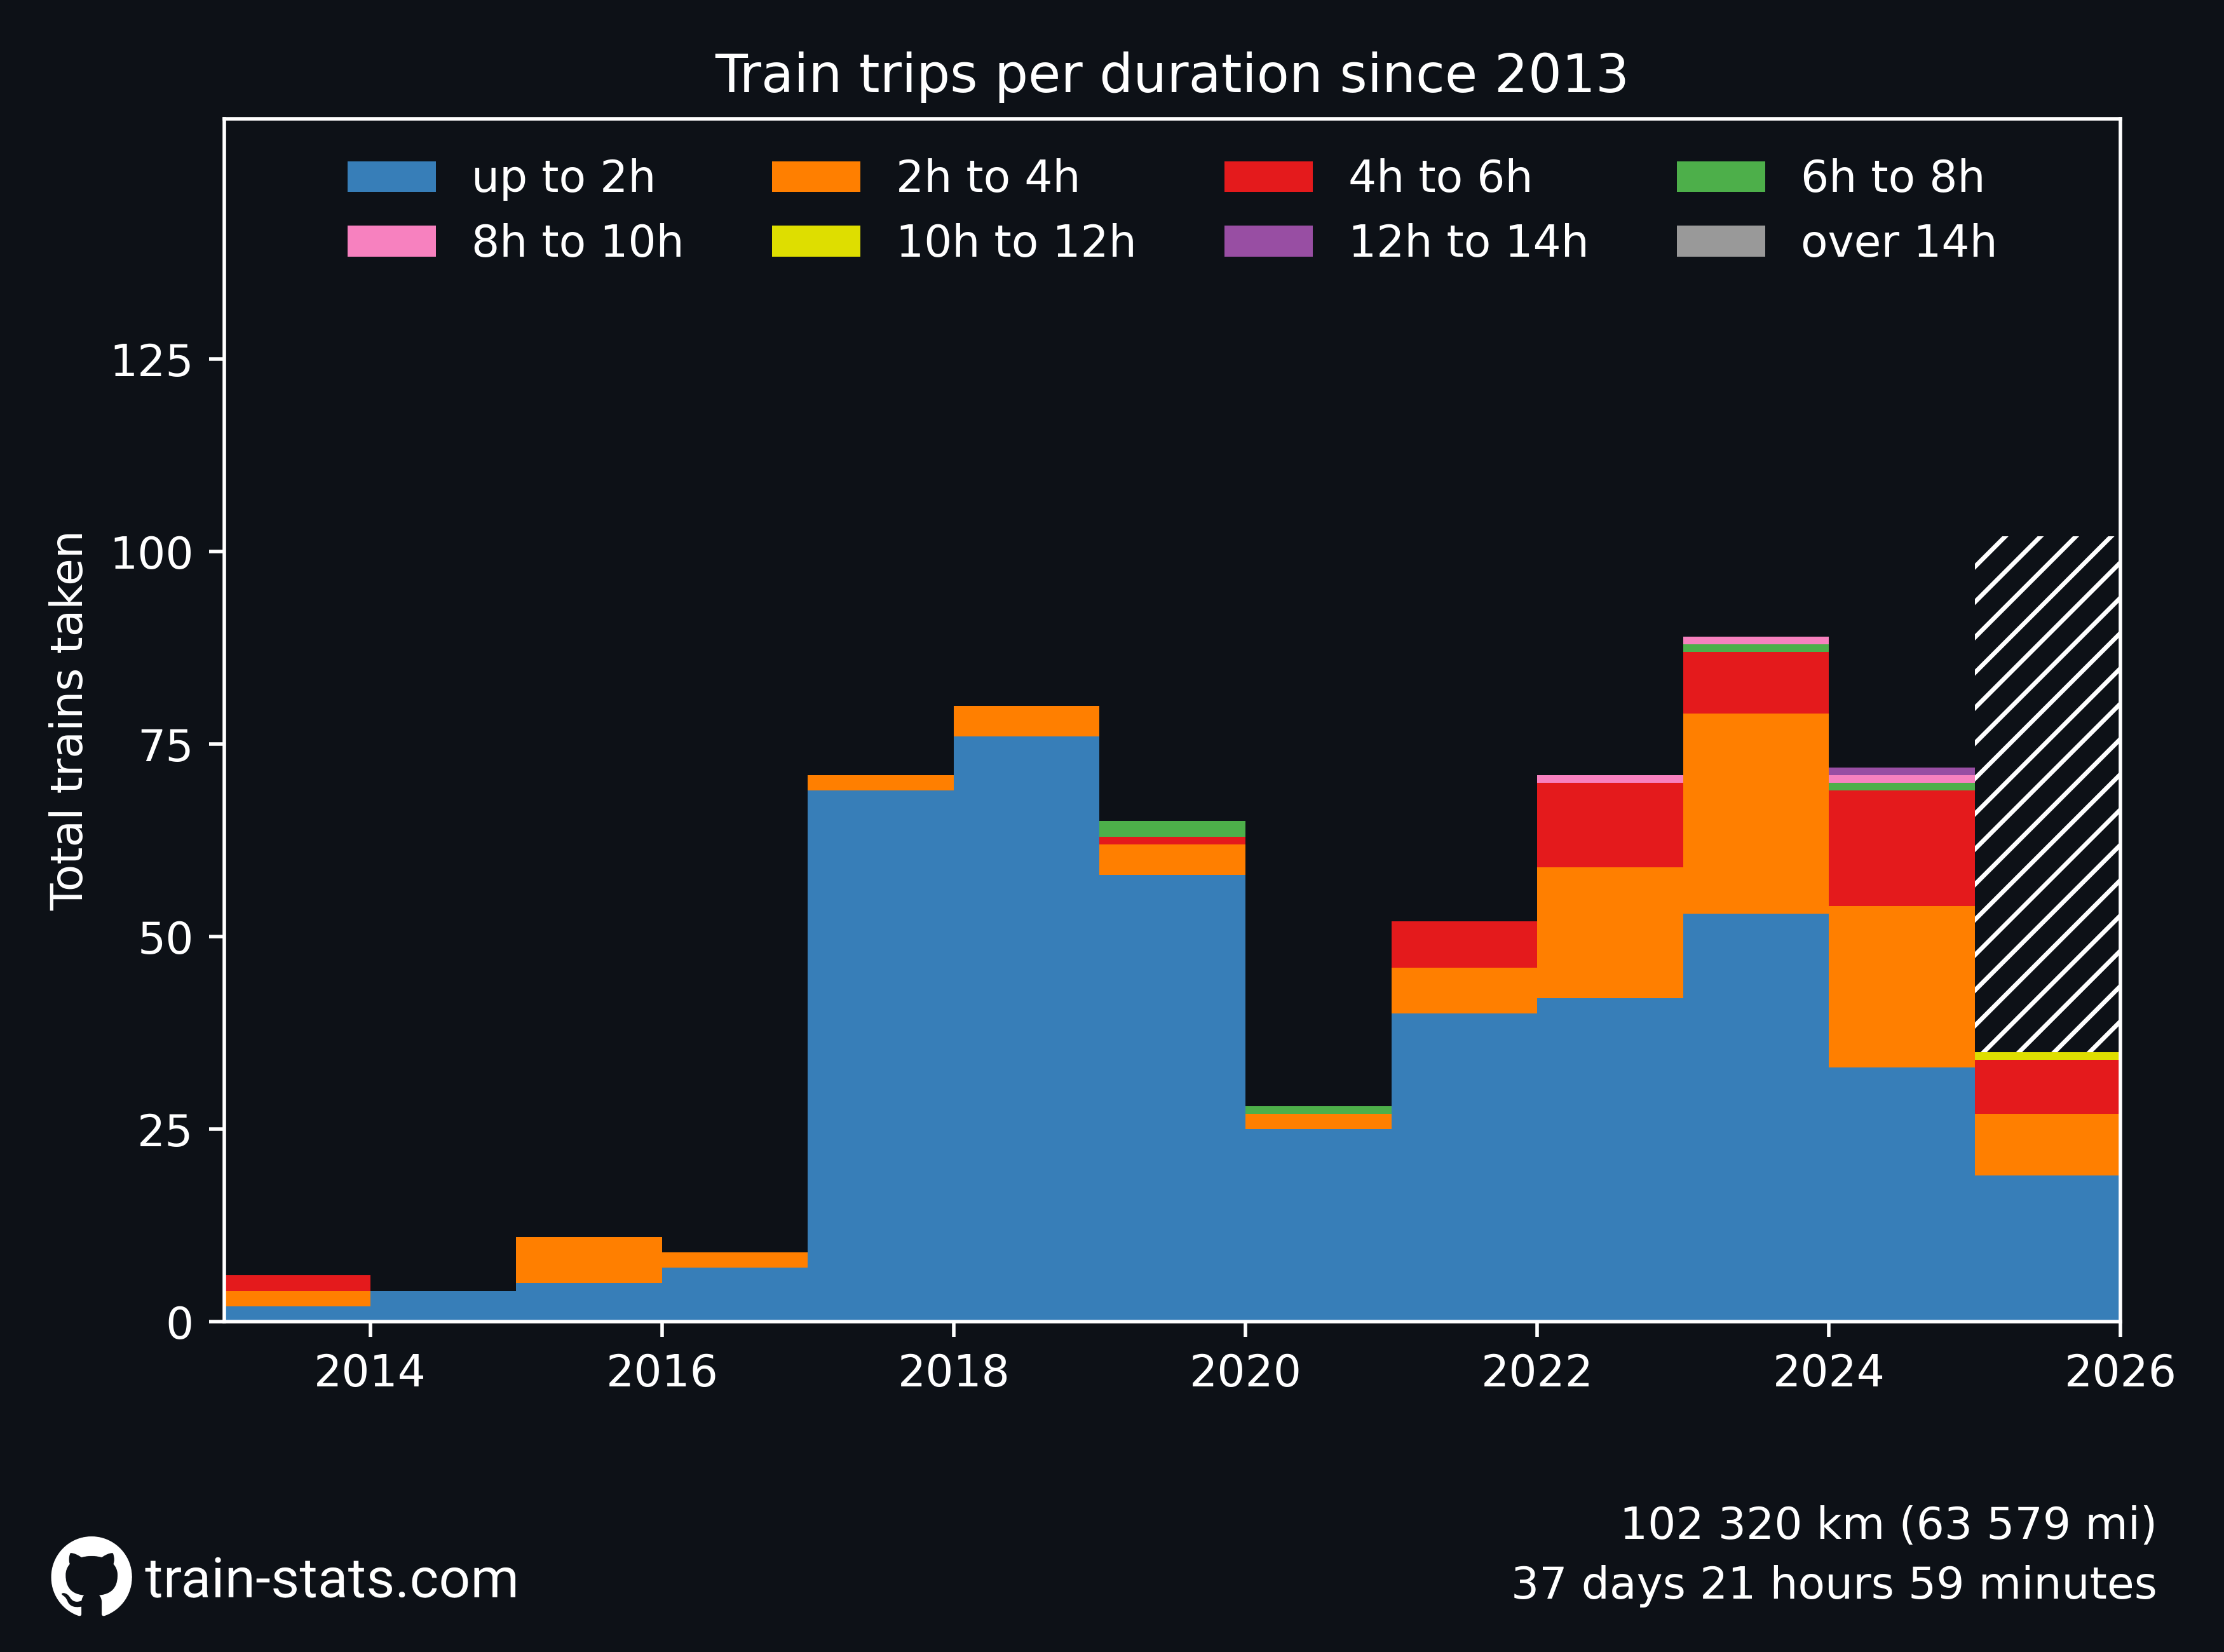 Train trips per duration since 2013
up to 2h 2h to 4h 4h to 6h 6h to 8h
8h to 10h 10h to 12h 12h to 14h over 14h
Total trains taken
125
100
75
50
25
0
2014 2016 2018 2020 2022 2024 2026
102 320 km (63 579 mi)
train-stats.com
37 days 21 hours 59 minutes